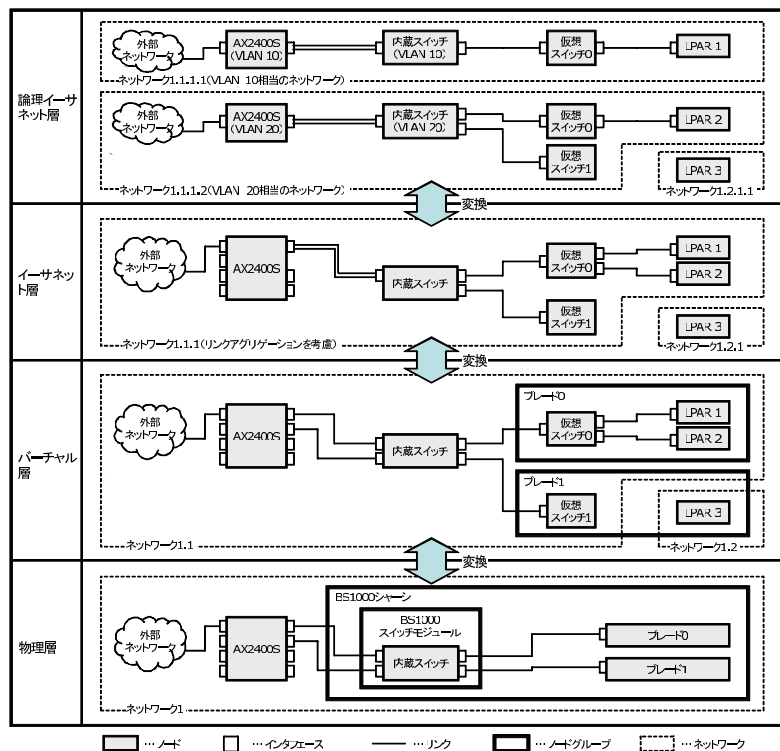 論理イーサ
ネット層
外部
ネットワーク
AX2400S
(VLAN 10)
内蔵スイッチ
(VLAN 10)
仮想
スイッチ0
LPAR 1
ネットワーク1.1.1.1(VLAN 10相当のネットワーク)
外部
ネットワーク
AX2400S
(VLAN 20)
内蔵スイッチ
(VLAN 20)
仮想
スイッチ0
LPAR 2
仮想
スイッチ1
LPAR 3
ネットワーク1.1.1.2(VLAN 20相当のネットワーク)
ネットワーク1.2.1.1
変換
イーサネッ
ト層
外部
ネットワーク
AX2400S
内蔵スイッチ
仮想
スイッチ0
LPAR 1
LPAR 2
仮想
スイッチ1
LPAR 3
ネットワーク1.1.1(リンクアグリゲーションを考慮)
ネットワーク1.2.1
変換
バーチャル
層
外部
ネットワーク
AX2400S
内蔵スイッチ
ブレード0
仮想
スイッチ0
LPAR 1
LPAR 2
ブレード1
仮想
スイッチ1
LPAR 3
ネットワーク1.1
ネットワーク1.2
変換
物理層
外部
ネットワーク
AX2400S
BS1000シャーシ
BS1000
スイッチモジュール
内蔵スイッチ
ブレード0
ブレード1
ネットワーク1
…ノード
…インタフェース
…リンク
…ノードグループ
…ネットワーク